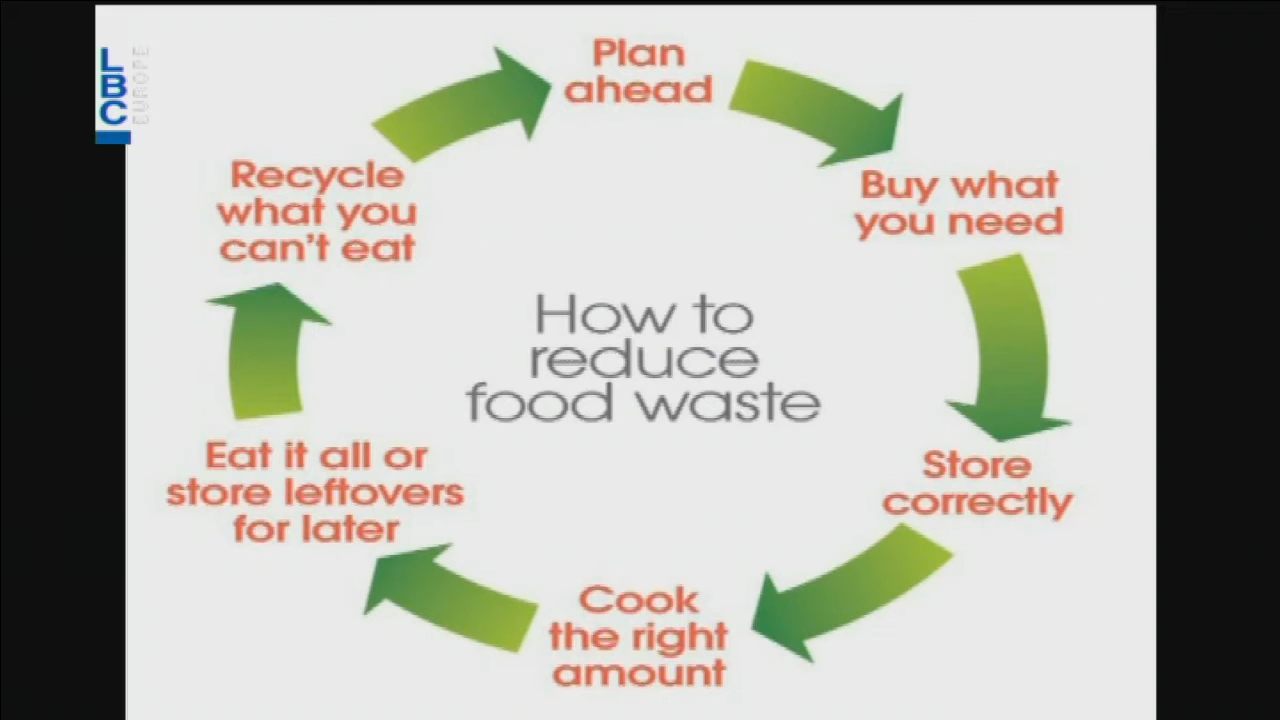 LBC
EUROPE
Plan
ahead
Buy what
you need
Store
correctly
Cook
the right
amount
Eat it all or
store leftovers
for later
Recycle
what you
can't eat
How to
reduce
food waste